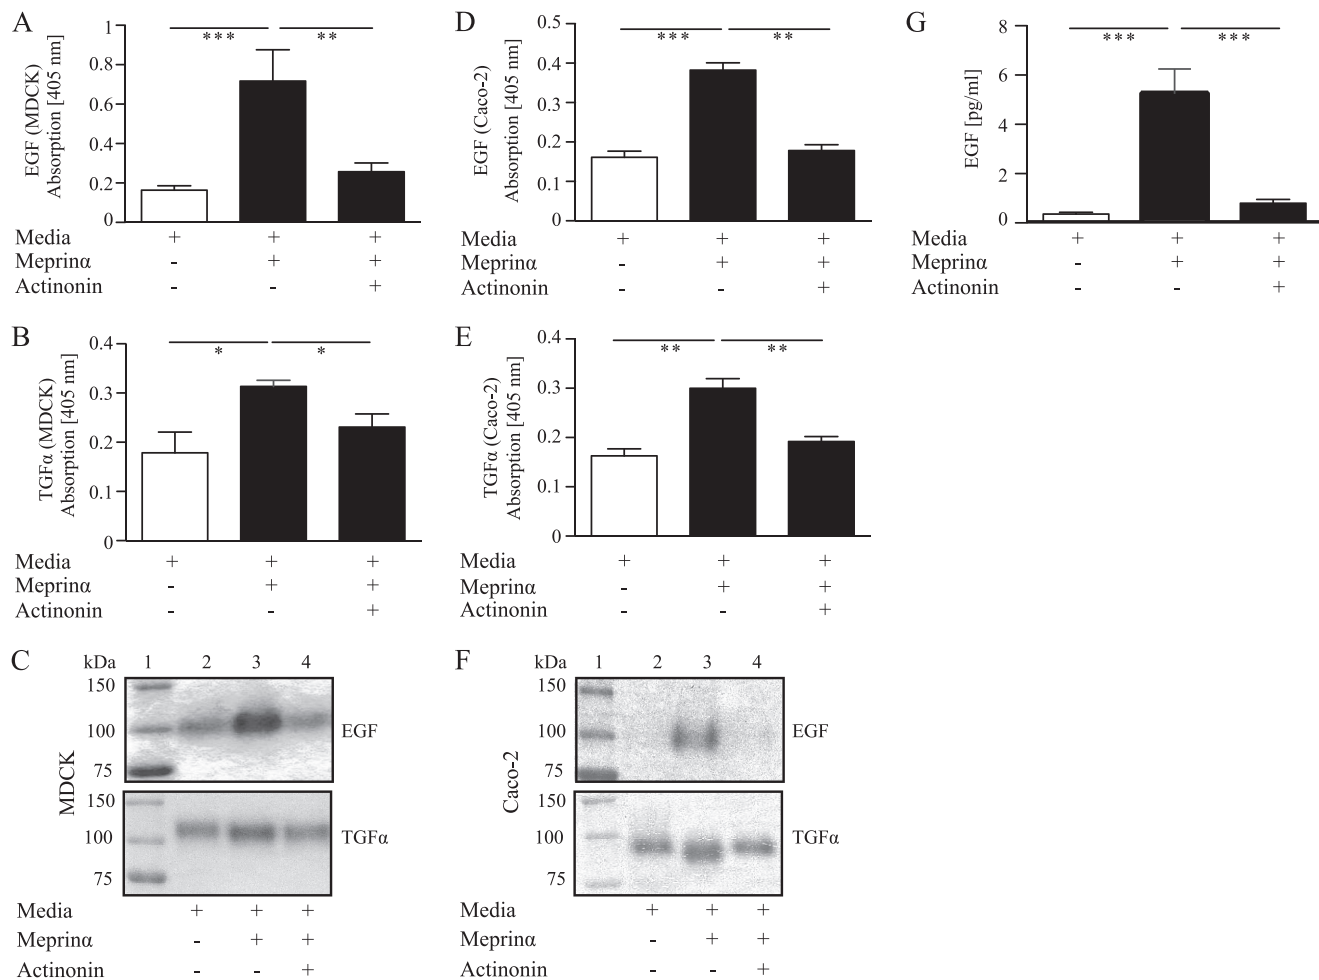 A
EGF (MDCK)
Absorption [405 nm]
1
0.8
0.6
0.4
0.2
0
***
**
Media + + +
Meprinα - + +
Actinonin - - +
D
EGF (Caco-2)
Absorption [405 nm]
0.5
0.4
0.3
0.2
0.1
0
***
**
Media + + +
Meprinα - + +
Actinonin - - +
G
EGF [pg/ml]
8
6
4
2
0
***
***
Media + + +
Meprinα - + +
Actinonin - - +
B
TGFα (MDCK)
Absorption [405 nm]
0.4
0.3
0.2
0.1
0
*
*
Media + + +
Meprinα - + +
Actinonin - - +
E
TGFα (Caco-2)
Absorption [405 nm]
0.4
0.3
0.2
0.1
0
**
**
Media + + +
Meprinα - + +
Actinonin - - +
C
MDCK
kDa 1 2 3 4
150
100
75
EGF
150
100
75
TGFα
Media + + +
Meprinα - + +
Actinonin - - +
F
Caco-2
kDa 1 2 3 4
150
100
75
EGF
150
100
75
TGFα
Media + + +
Meprinα - + +
Actinonin - - +